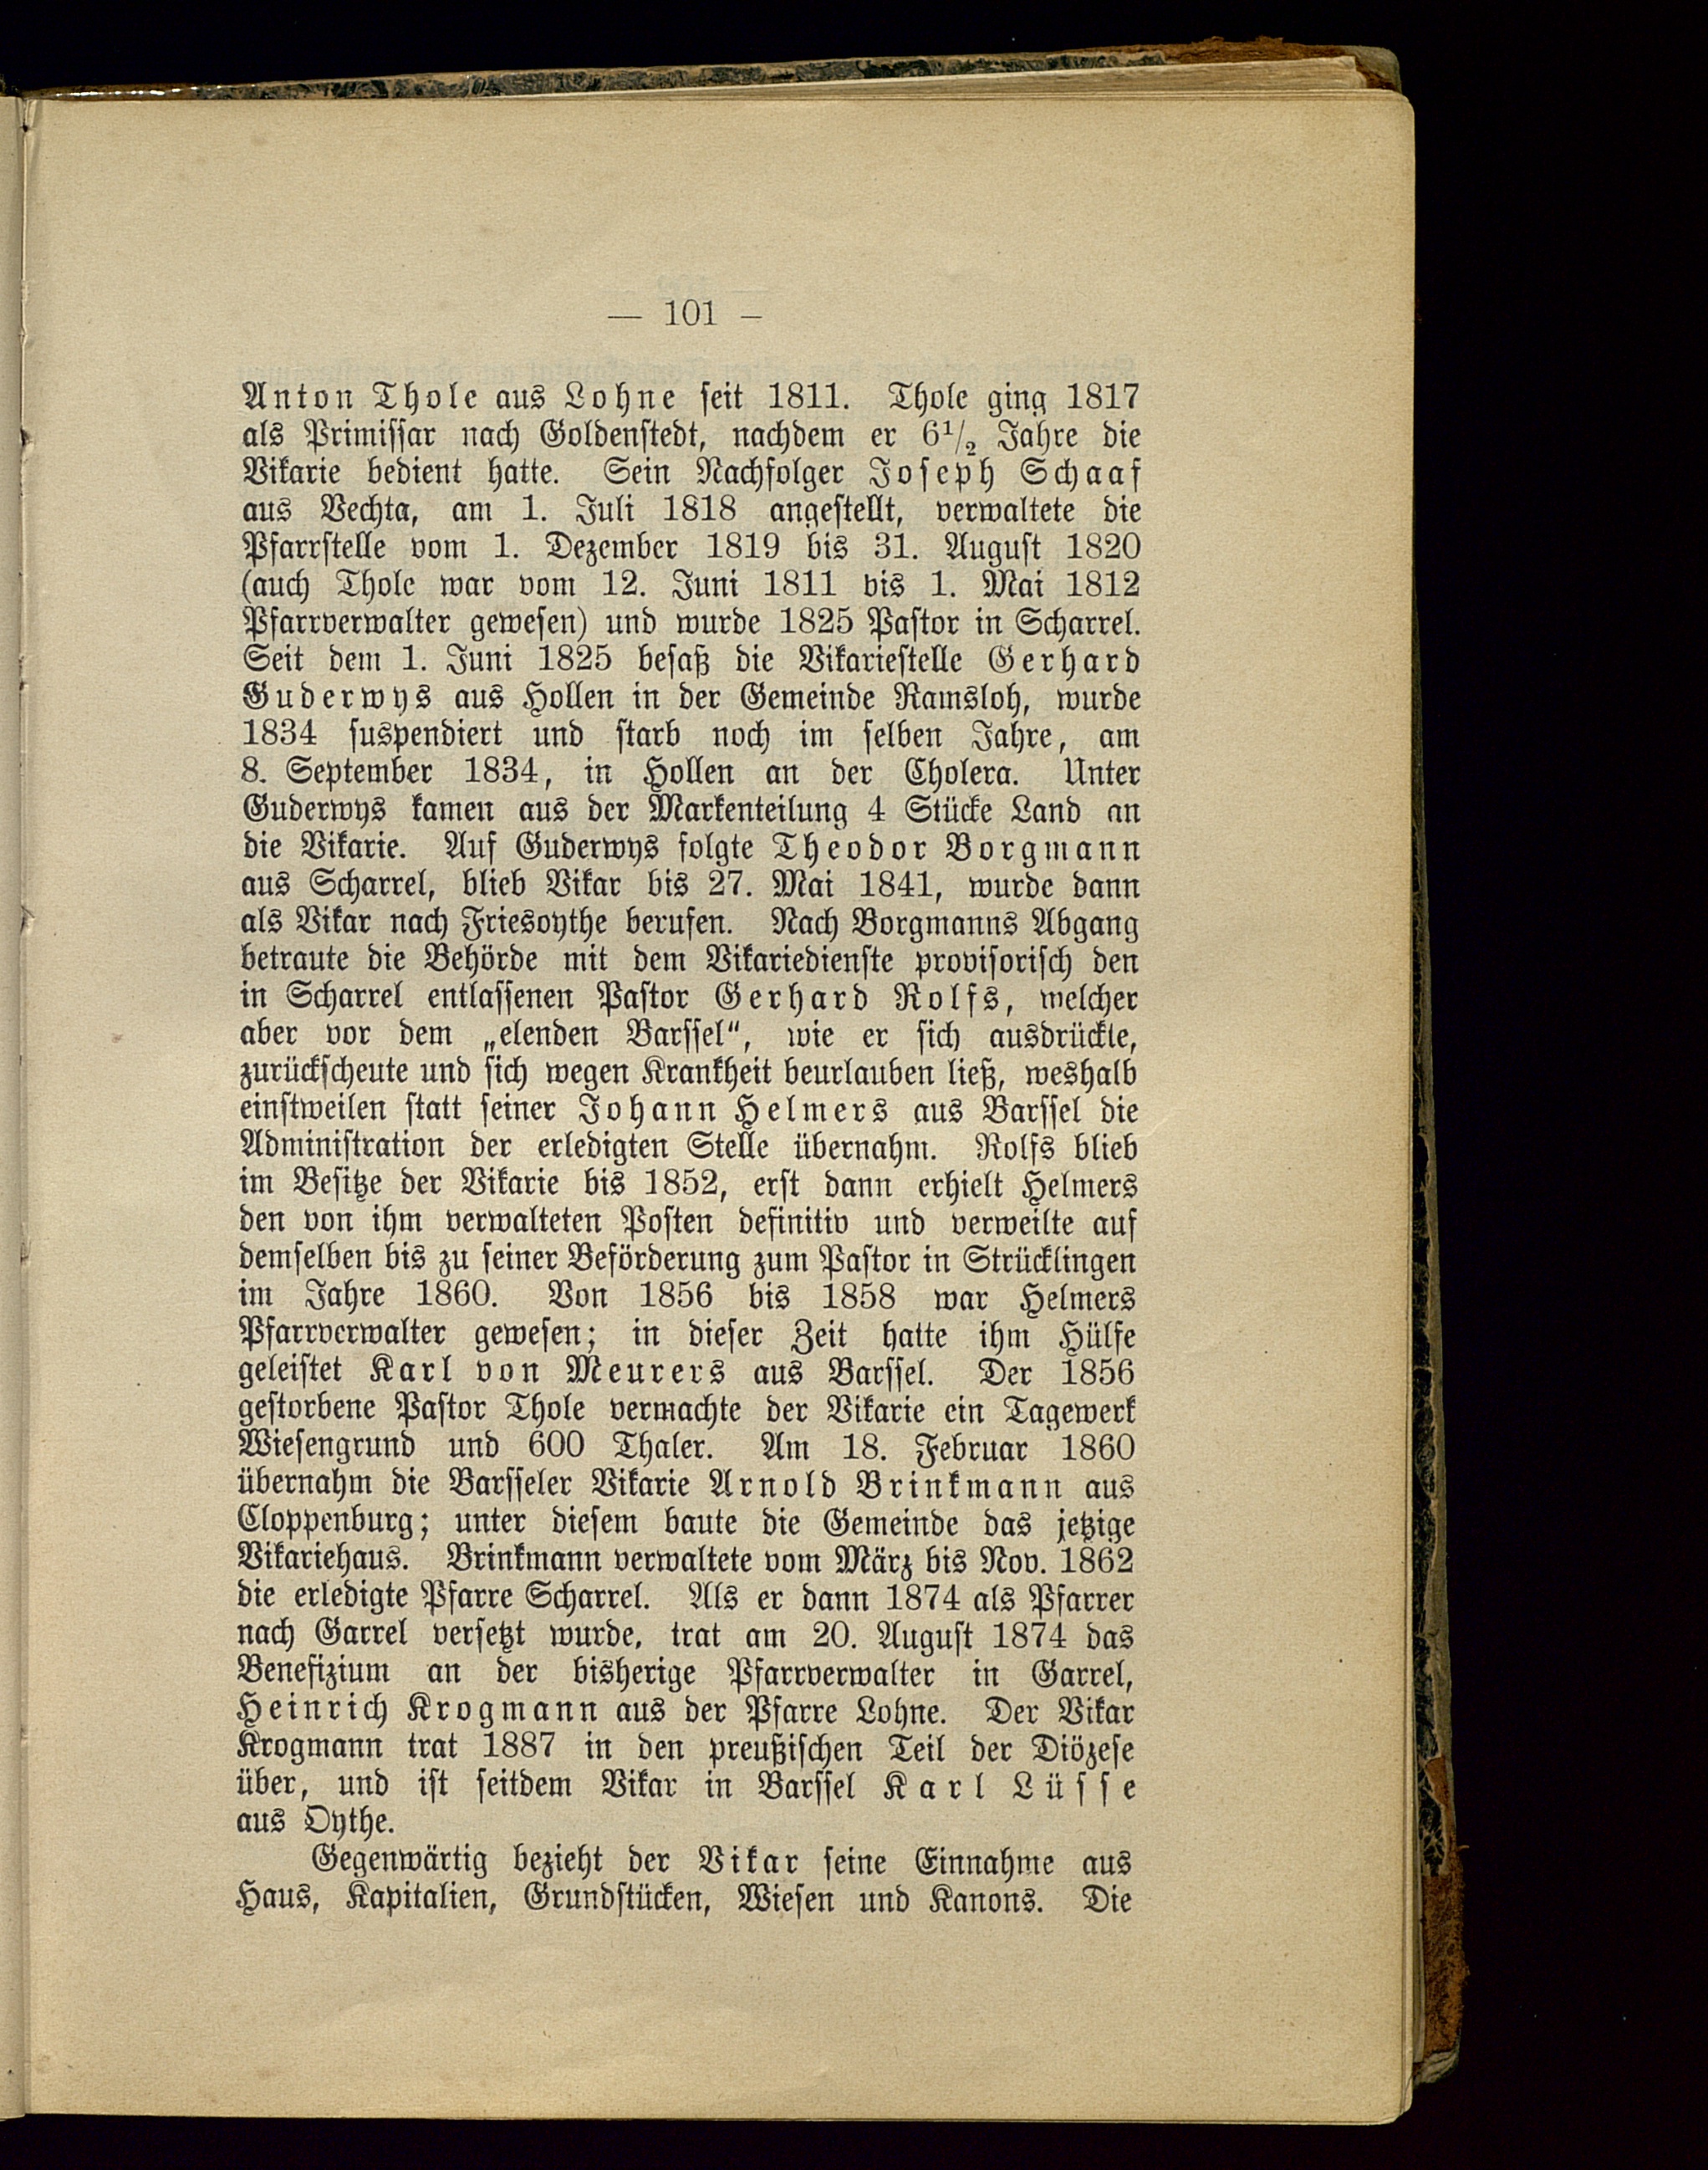 — 101 –
Anton Thole aus Lohne seit 1811. Thole ging 1817
als Primissar nach Goldenstedt, nachdem er 6¹/₂ Jahre die
Vikarie bedient hatte. Sein Nachfolger Joseph Schaaf
aus Vechta, am 1. Juli 1818 angestellt, verwaltete die
Pfarrstelle vom 1. Dezember 1819 bis 31. August 1820
(auch Thole war vom 12. Juni 1811 bis 1. Mai 1812
Pfarrverwalter gewesen) und wurde 1825 Pastor in Scharrel.
Seit dem 1. Juni 1825 besaß die Vikariestelle Gerhard
Guderwys aus Hollen in der Gemeinde Ramsloh, wurde
1834 suspendiert und starb noch im selben Jahre, am
8. September 1834, in Hollen an der Cholera. Unter
Guderwys kamen aus der Markenteilung 4 Stücke Land an
die Vikarie. Auf Guderwys folgte Theodor Borgmann
aus Scharrel, blieb Vikar bis 27. Mai 1841, wurde dann
als Vikar nach Friesoythe berufen. Nach Borgmanns Abgang
betraute die Behörde mit dem Vikariedienste provisorisch den
in Scharrel entlassenen Pastor Gerhard Rolfs, welcher
aber vor dem „elenden Barssel“, wie er sich ausdrückte,
zurückscheute und sich wegen Krankheit beurlauben ließ, weshalb
einstweilen statt seiner Johann Helmers aus Barssel die
Administration der erledigten Stelle übernahm. Rolfs blieb
im Besitze der Vikarie bis 1852, erst dann erhielt Helmers
den von ihm verwalteten Posten definitiv und verweilte auf
demselben bis zu seiner Beförderung zum Pastor in Strücklingen
im Jahre 1860. Von 1856 bis 1858 war Helmers
Pfarrverwalter gewesen; in dieser Zeit hatte ihm Hülfe
geleistet Karl von Meurers aus Barssel. Der 1856
gestorbene Pastor Thole vermachte der Vikarie ein Tagewerk
Wiesengrund und 600 Thaler. Am 18. Februar 1860
übernahm die Barsseler Vikarie Arnold Brinkmann aus
Cloppenburg; unter diesem baute die Gemeinde das jetzige
Vikariehaus. Brinkmann verwaltete vom März bis Nov. 1862
die erledigte Pfarre Scharrel. Als er dann 1874 als Pfarrer
nach Garrel versetzt wurde, trat am 20. August 1874 das
Benefizium an der bisherige Pfarrverwalter in Garrel,
Heinrich Krogmann aus der Pfarre Lohne. Der Vikar
Krogmann trat 1887 in den preußischen Teil der Diözese
über, und ist seitdem Vikar in Barssel Karl Lüsse
aus Oythe.
Gegenwärtig bezieht der Vikar seine Einnahme aus
Haus, Kapitalien, Grundstücken, Wiesen und Kanons. Die